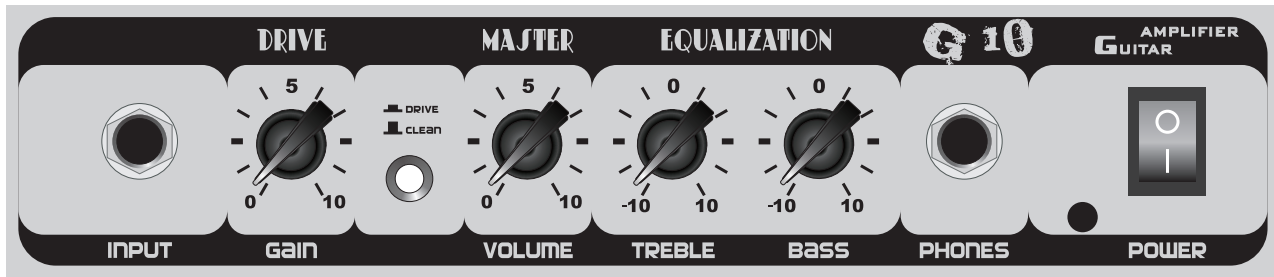 DRIVE MASTER EQUALIZATION G 10 GUITAR AMPLIFIER
5 5 0 0
DRIVE
CLEAN
0 10 0 10 -10 10 -10 10
INPUT GAIN VOLUME TREBLE BASS PHONES POWER